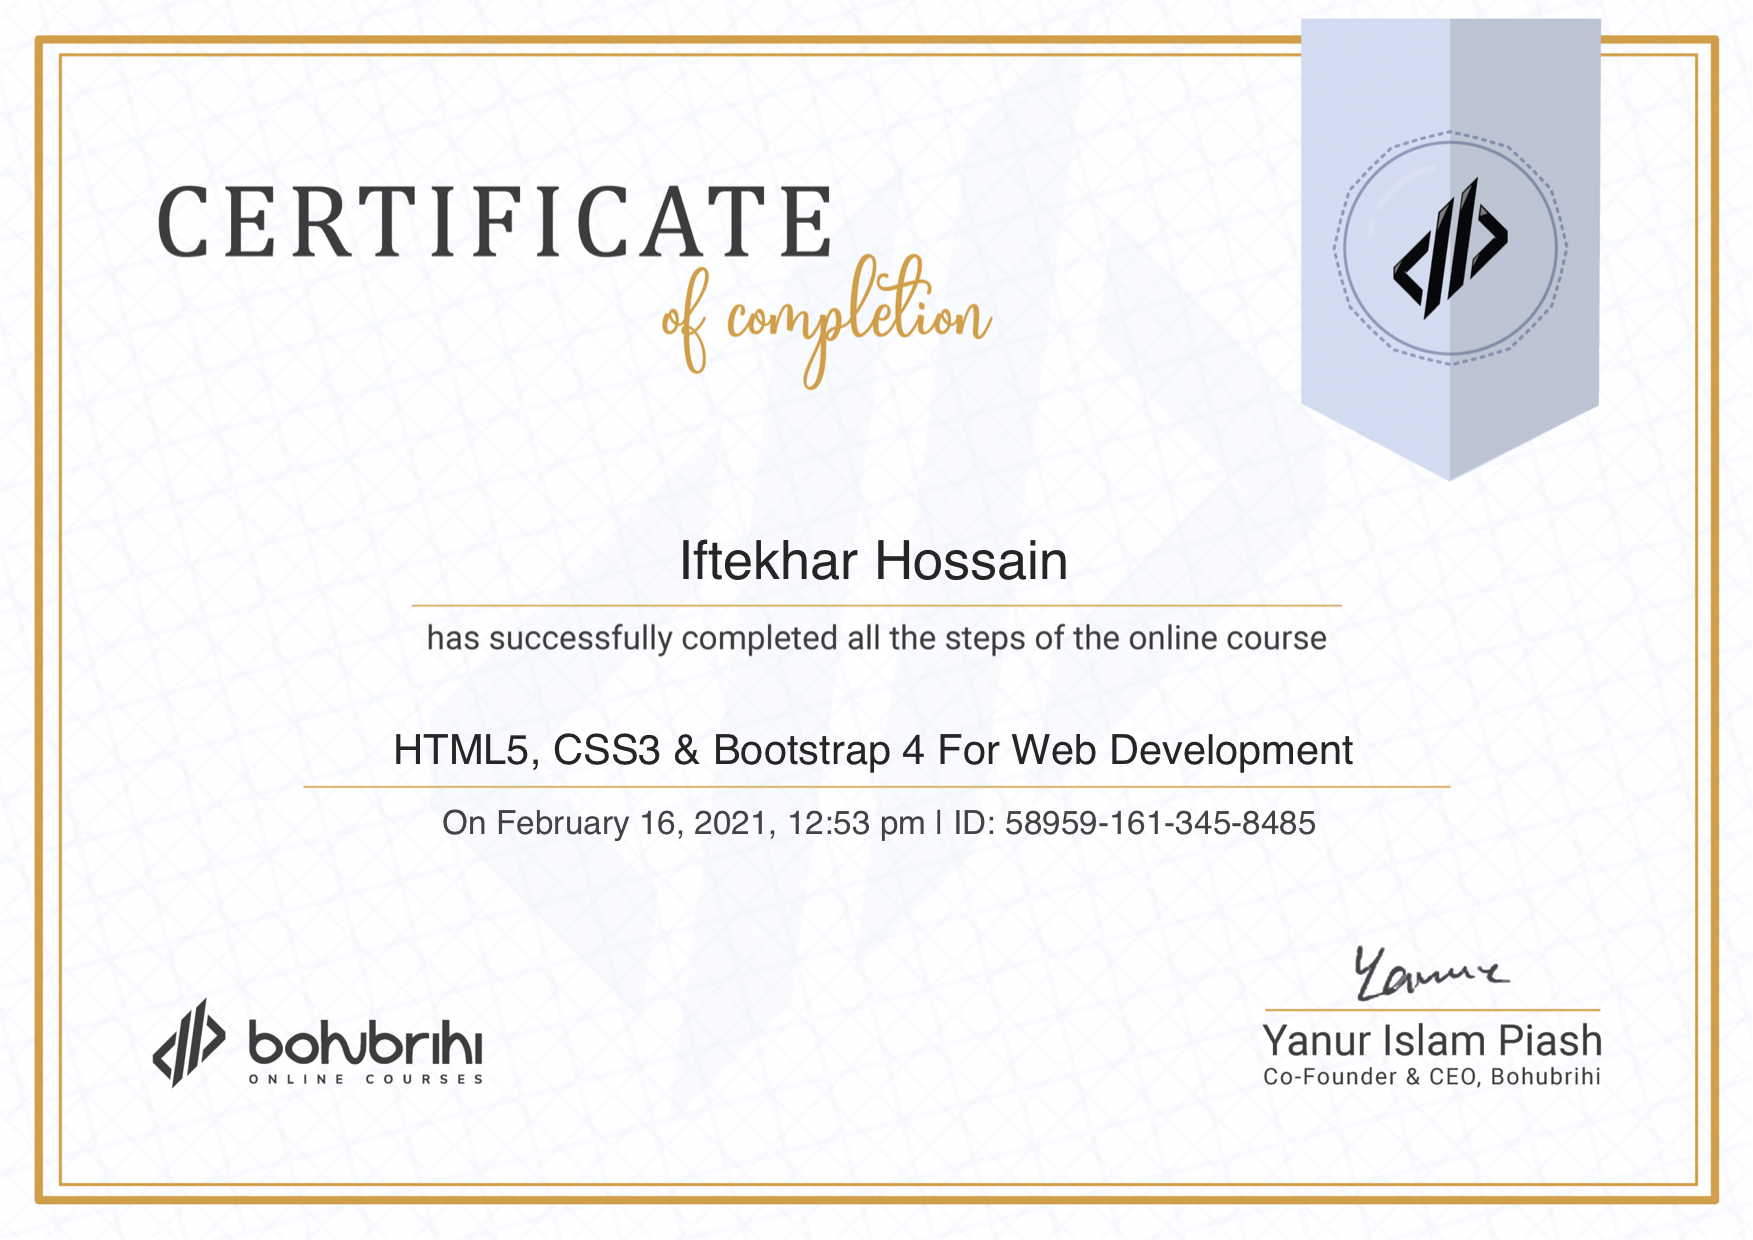 CERTIFICATE
of completion
Iftekhar Hossain
has successfully completed all the steps of the online course
HTML5, CSS3 & Bootstrap 4 For Web Development
On February 16, 2021, 12:53 pm | ID: 58959-161-345-8485
bohubrihi
ONLINE COURSES
Yanur
Yanur Islam Piash
Co-Founder & CEO, Bohubrihi